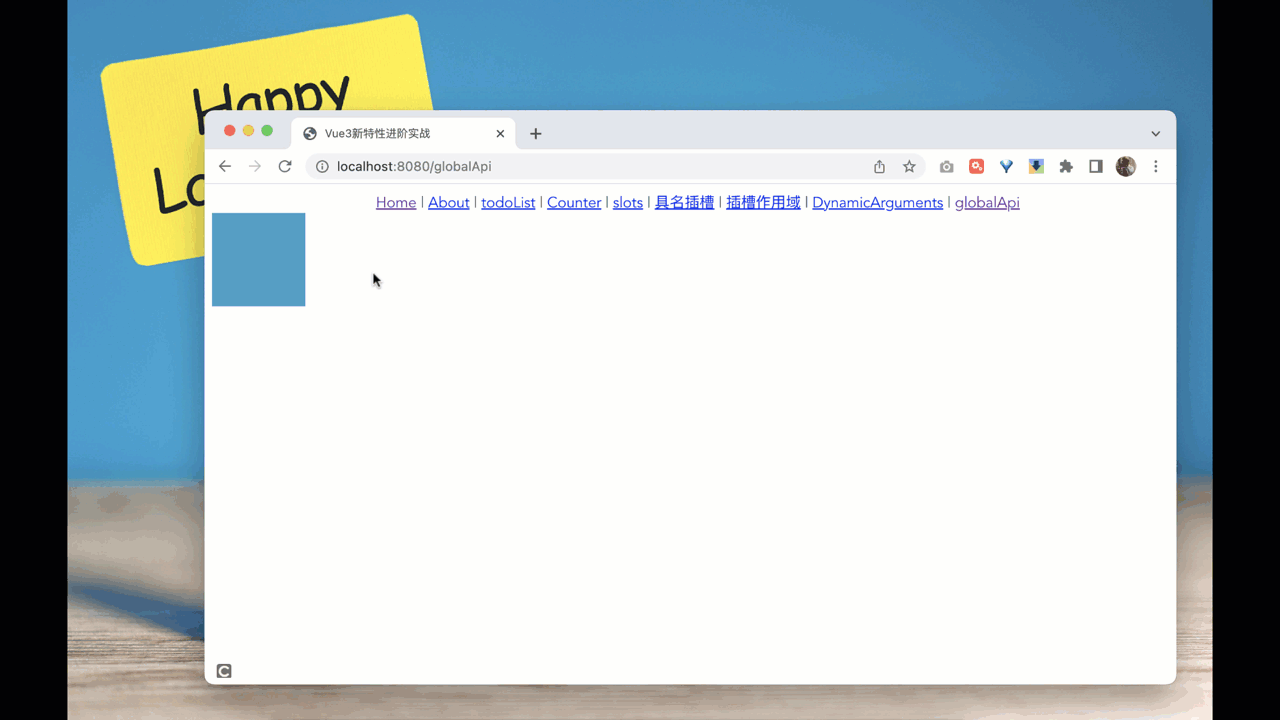 Happy
Vue3新特性进阶实战
localhost:8080/globalApi
Home | About | todoList | Counter | slots | 具名插槽 | 插槽作用域 | DynamicArguments | globalApi